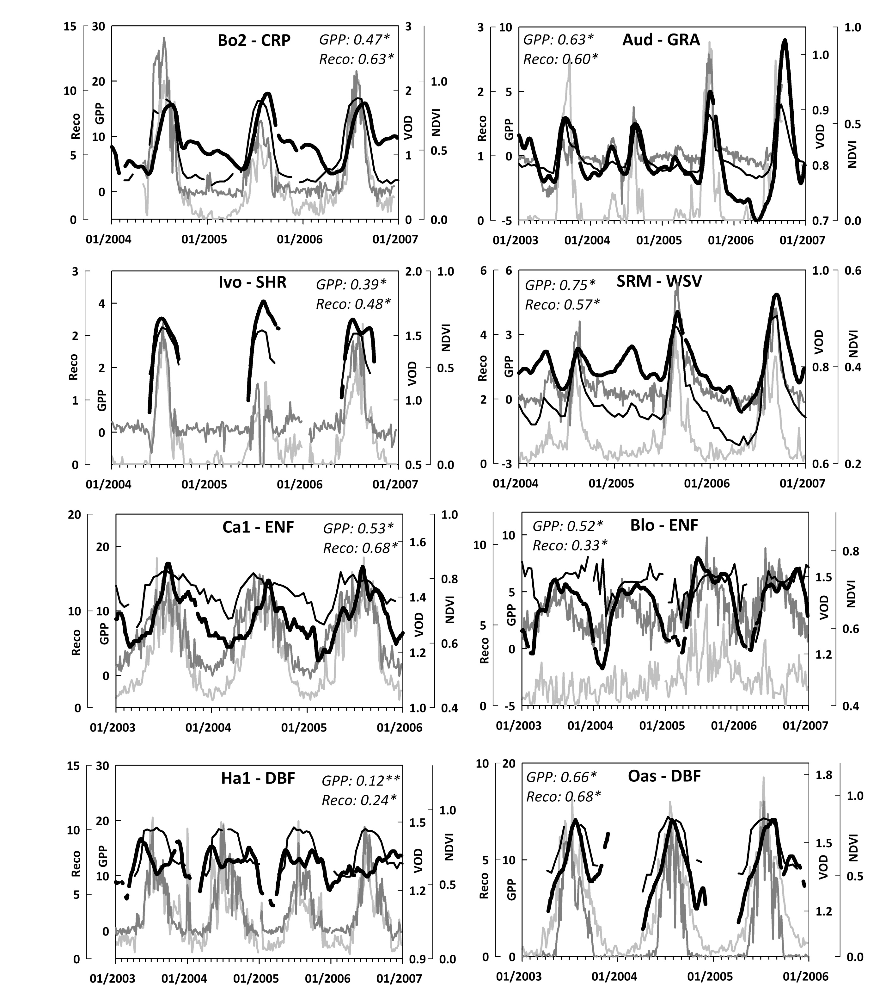 Bo2 - CRP
GPP: 0.47*
Reco: 0.63*
15
10
5
0
Reco
30
20
10
0
GPP
3
2
1
0
VOD
1.0
0.5
0.0
NDVI
01/2004
01/2005
01/2006
01/2007
Aud - GRA
GPP: 0.63*
Reco: 0.60*
3
2
1
0
Reco
10
5
0
-5
GPP
1.0
0.9
0.8
0.7
VOD
1.0
0.5
0.0
NDVI
01/2003
01/2004
01/2005
01/2006
01/2007
Ivo - SHR
GPP: 0.39*
Reco: 0.48*
3
2
1
0
Reco
4
2
0
GPP
2.0
1.5
1.0
0.5
VOD
1.0
0.5
0.0
NDVI
01/2004
01/2005
01/2006
01/2007
SRM - WSV
GPP: 0.75*
Reco: 0.57*
6
4
2
0
Reco
6
3
0
-3
GPP
1.0
0.8
0.6
VOD
0.6
0.4
0.2
NDVI
01/2004
01/2005
01/2006
01/2007
Ca1 - ENF
GPP: 0.53*
Reco: 0.68*
20
10
0
Reco
20
10
0
GPP
1.6
1.4
1.2
1.0
VOD
1.0
0.8
0.6
0.4
NDVI
01/2003
01/2004
01/2005
01/2006
Blo - ENF
GPP: 0.52*
Reco: 0.33*
10
5
0
Reco
10
5
0
-5
GPP
1.5
1.2
VOD
0.8
0.6
0.4
NDVI
01/2003
01/2004
01/2005
01/2006
01/2007
Ha1 - DBF
GPP: 0.12**
Reco: 0.24*
15
10
5
0
Reco
30
20
10
0
GPP
1.5
1.2
0.9
VOD
1.0
0.5
0.0
NDVI
01/2003
01/2004
01/2005
01/2006
01/2007
Oas - DBF
GPP: 0.66*
Reco: 0.68*
10
5
0
Reco
20
10
0
GPP
1.8
1.5
1.2
VOD
1.0
0.5
0.0
NDVI
01/2003
01/2004
01/2005
01/2006